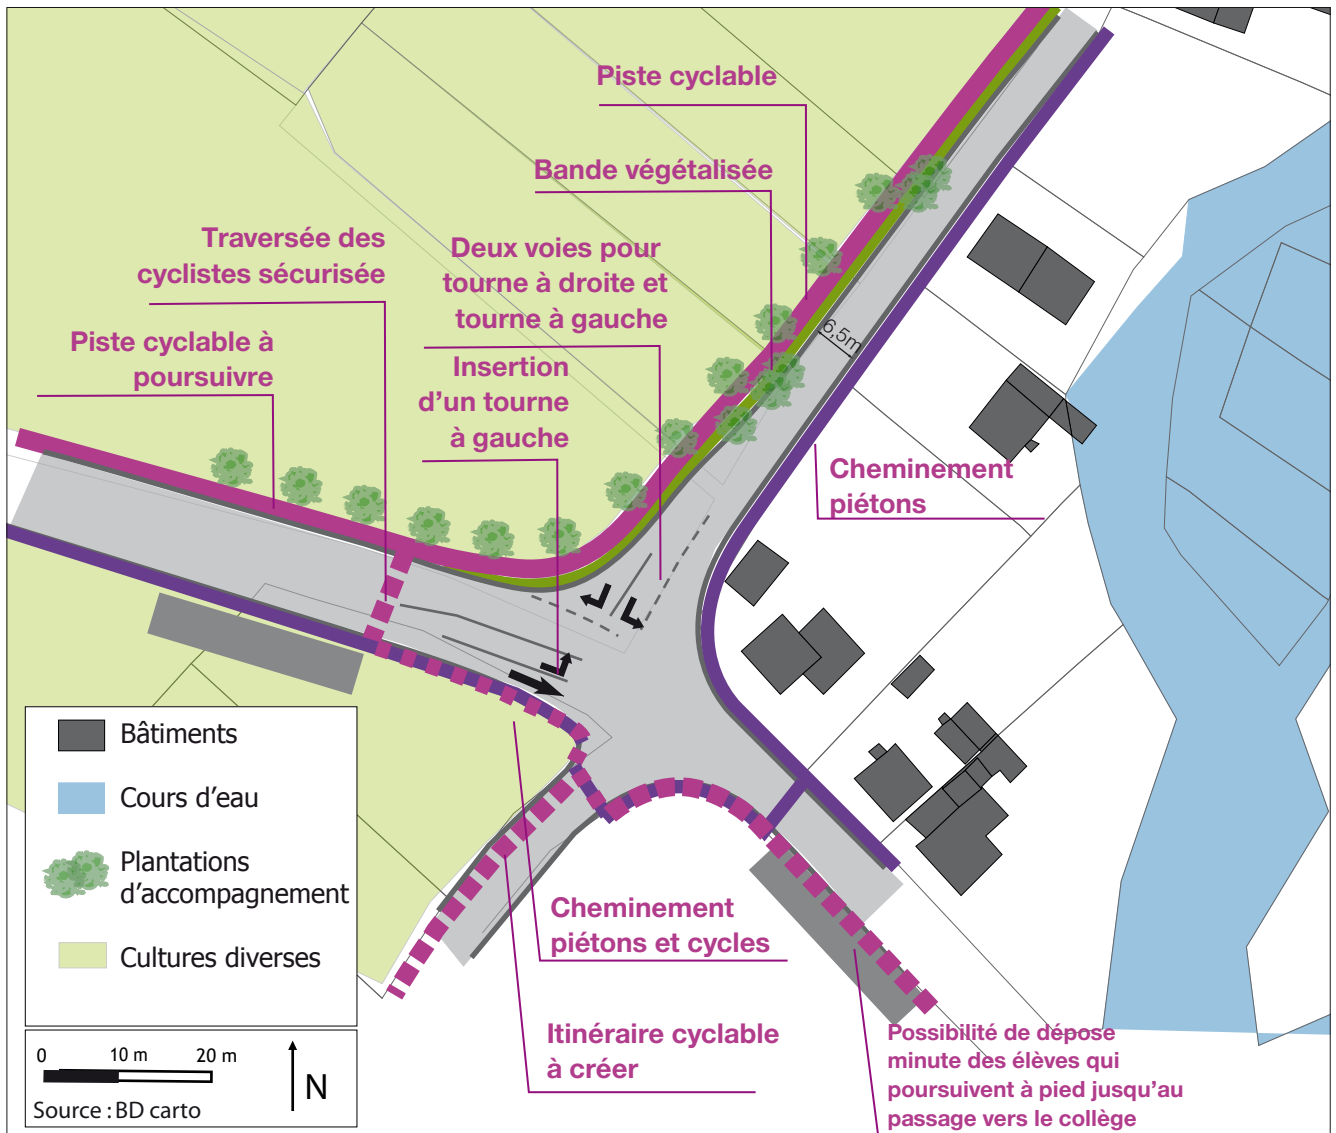 Piste cyclable
Bande végétalisée
Traversée des
cyclistes sécurisée
Deux voies pour
tourne à droite et
tourne à gauche
Piste cyclable à
poursuivre
Insertion
d'un tourne
à gauche
6,5m
Cheminement
piétons
Bâtiments
Cours d'eau
Plantations
d'accompagnement
Cultures diverses
Cheminement
piétons et cycles
Itinéraire cyclable
à créer
Possibilité de dépose
minute des élèves qui
poursuivent à pied jusqu'au
passage vers le collège
0 10 m 20 m
N
Source : BD carto